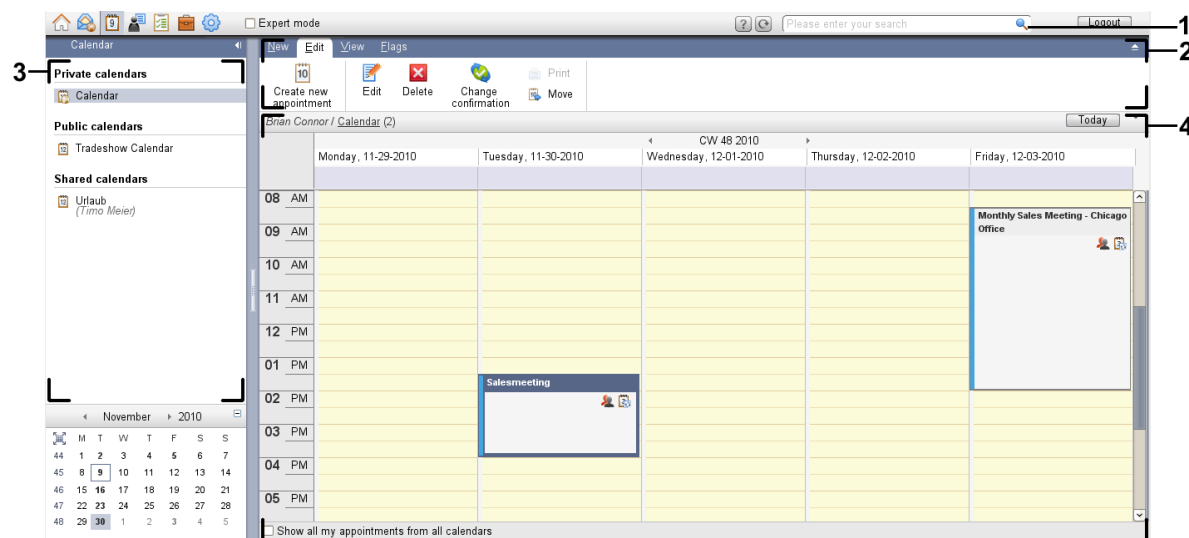 9
Expert mode
?
Please enter your search
Logout
1
Calendar
New Edit View Flags
2
3
Private calendars
Calendar
Public calendars
12 Tradeshow Calendar
Shared calendars
12 Urlaub
(Timo Meier)
10
Create new
appointment
Edit
Delete
Change
confirmation
Print
Move
Brian Connor / Calendar (2)
Today
4
CW 48 2010
Monday, 11-29-2010 Tuesday, 11-30-2010 Wednesday, 12-01-2010 Thursday, 12-02-2010 Friday, 12-03-2010
08 AM
09 AM
10 AM
11 AM
12 PM
01 PM
02 PM
03 PM
04 PM
05 PM
Monthly Sales Meeting - Chicago
Office
Salesmeeting
November 2010
M T W T F S S
44 1 2 3 4 5 6 7
45 8 9 10 11 12 13 14
46 15 16 17 18 19 20 21
47 22 23 24 25 26 27 28
48 29 30 1 2 3 4 5
Show all my appointments from all calendars